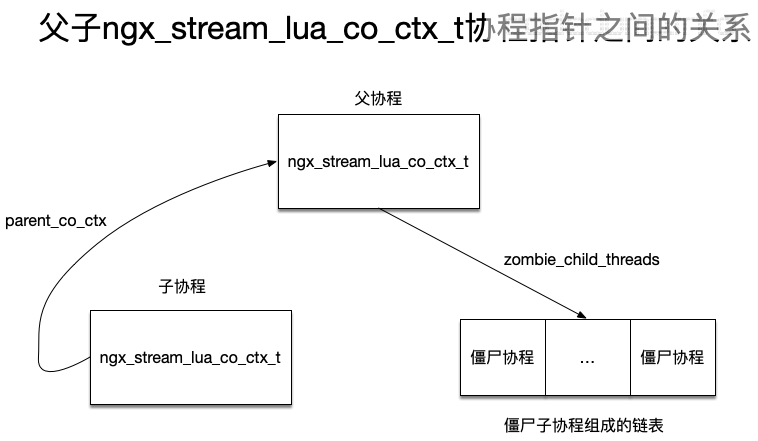 父子ngx_stream_lua_co_ctx_t协程指针之间的关系
父协程
ngx_stream_lua_co_ctx_t
parent_co_ctx
zombie_child_threads
子协程
ngx_stream_lua_co_ctx_t
僵尸协程
...
僵尸协程
僵尸子协程组成的链表